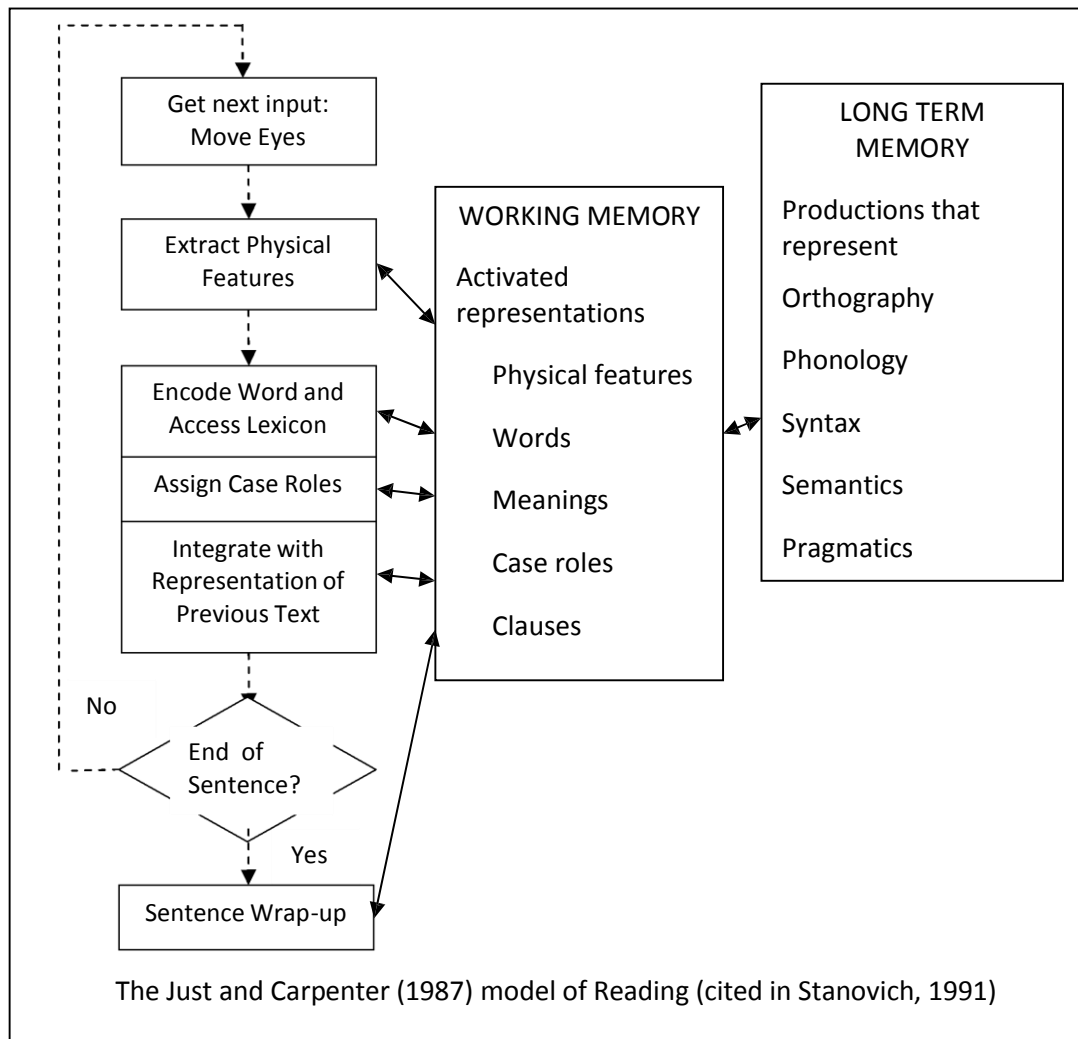 Get next input:
Move Eyes
Extract Physical
Features
Encode Word and
Access Lexicon
Assign Case Roles
Integrate with
Representation of
Previous Text
No
End of
Sentence?
Yes
Sentence Wrap-up
WORKING MEMORY
Activated
representations
Physical features
Words
Meanings
Case roles
Clauses
LONG TERM
MEMORY
Productions that
represent
Orthography
Phonology
Syntax
Semantics
Pragmatics
The Just and Carpenter (1987) model of Reading (cited in Stanovich, 1991)